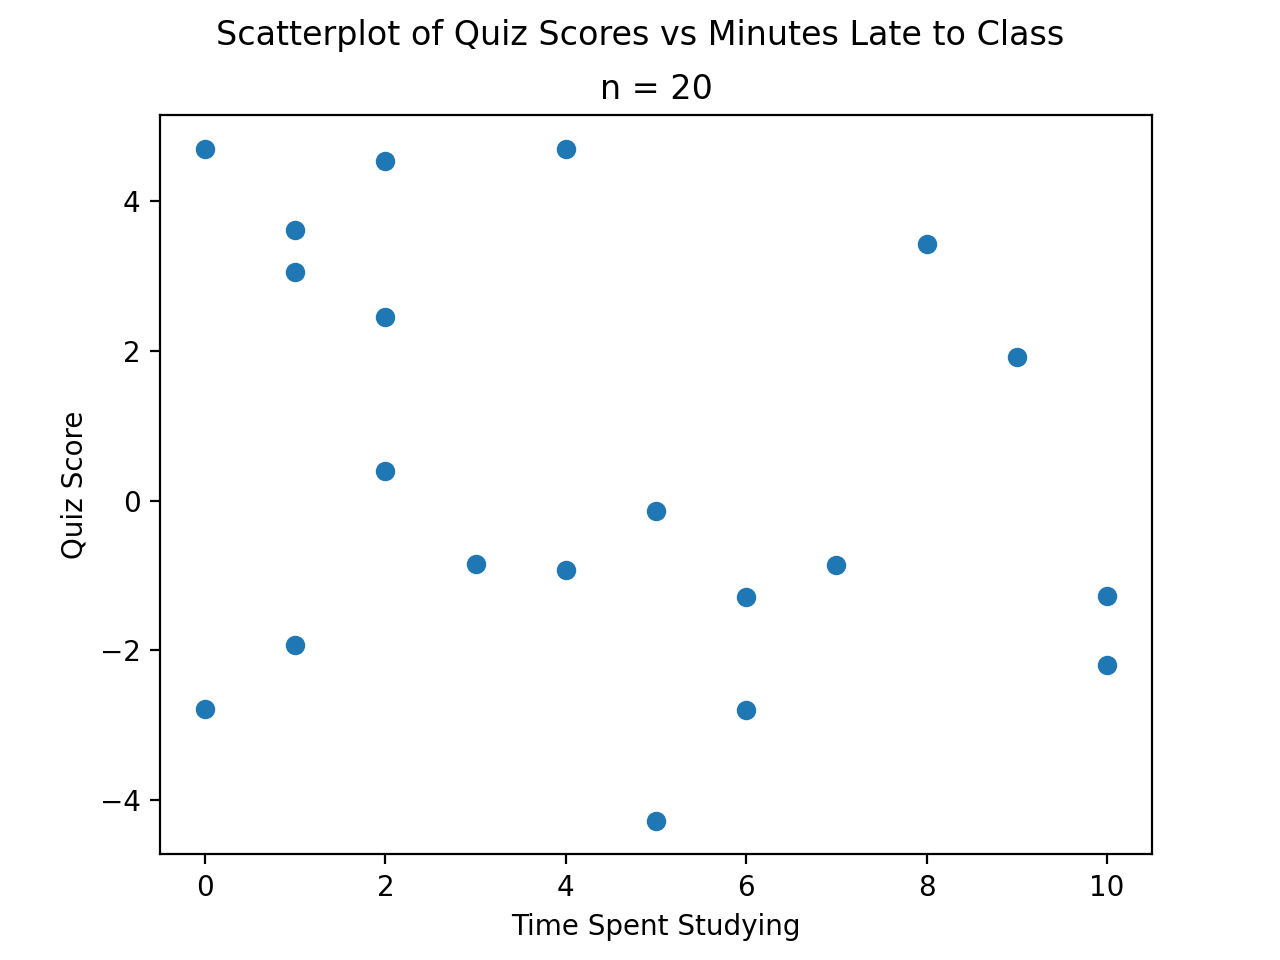 Scatterplot of Quiz Scores vs Minutes Late to Class
n = 20
Quiz Score
4
2
0
−2
−4
0 2 4 6 8 10
Time Spent Studying